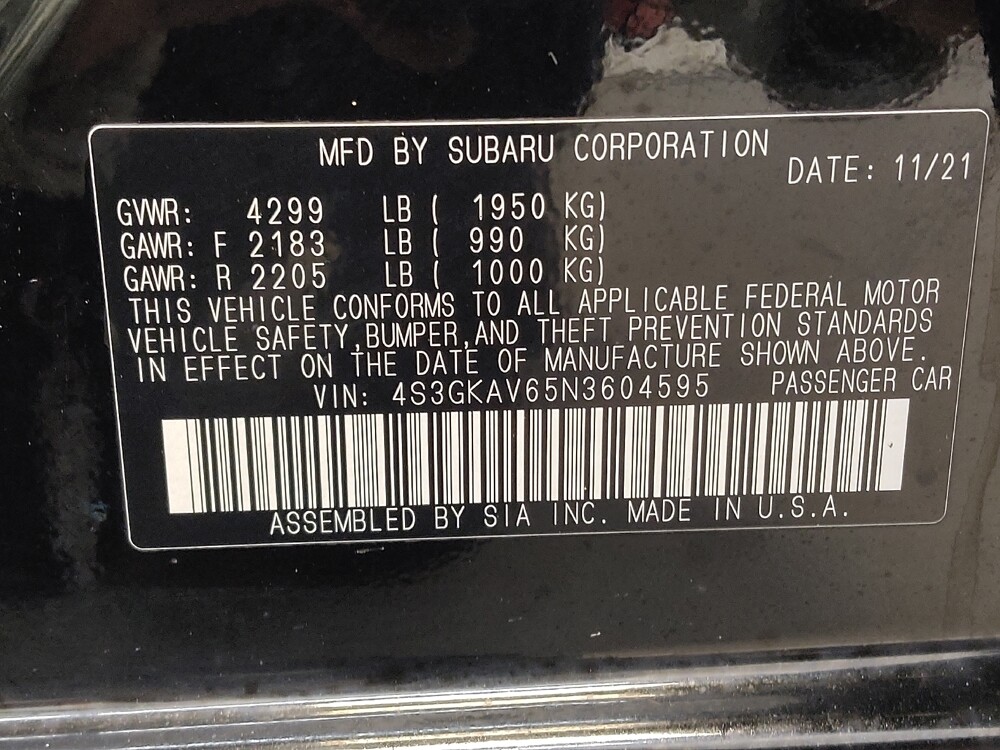 MFD BY SUBARU CORPORATION
DATE: 11/21
GVWR: 4299 LB ( 1950 KG)
GAWR: F 2183 LB ( 990 KG)
GAWR: R 2205 LB ( 1000 KG)
THIS VEHICLE CONFORMS TO ALL APPLICABLE FEDERAL MOTOR
VEHICLE SAFETY,BUMPER,AND THEFT PREVENTION STANDARDS
IN EFFECT ON THE DATE OF MANUFACTURE SHOWN ABOVE.
VIN: 4S3GKAV65N3604595 PASSENGER CAR
ASSEMBLED BY SIA INC. MADE IN U.S.A.